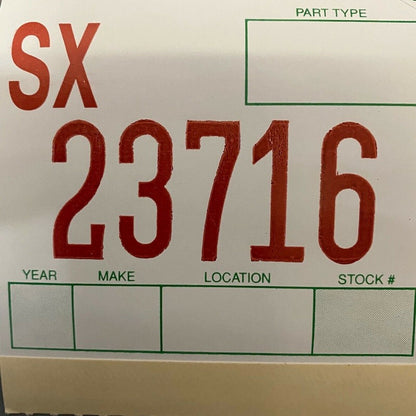 PART TYPE
SX
23716
YEAR MAKE LOCATION STOCK #